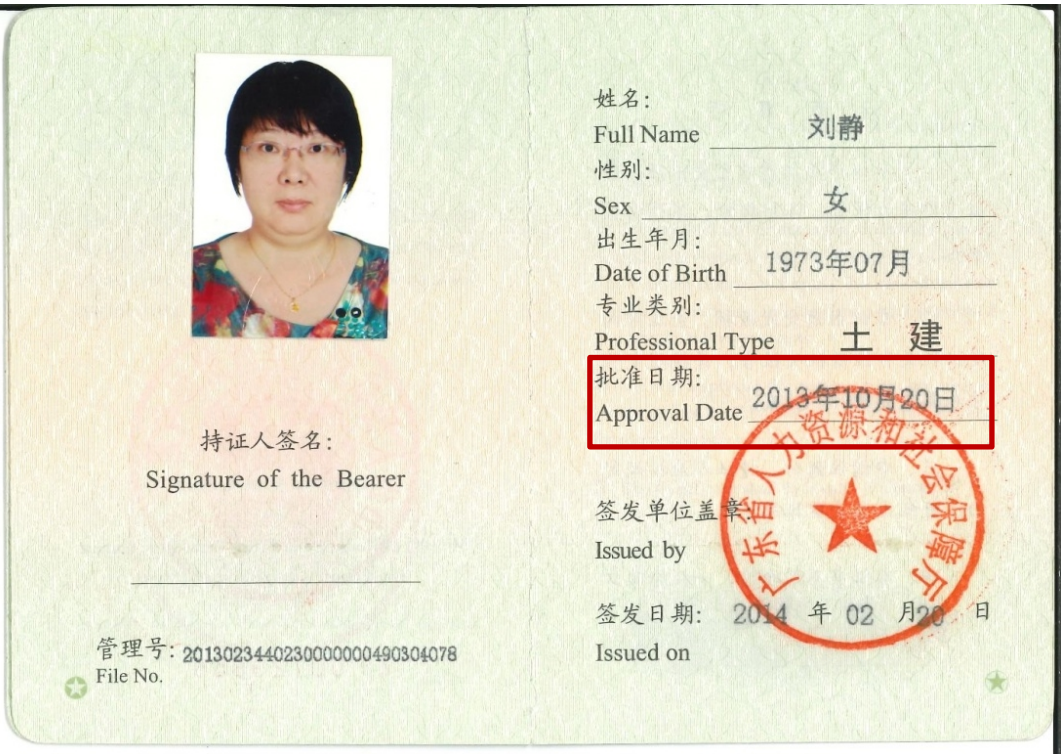 持证人签名:
Signature of the Bearer
管理号: 2013023440230000000490304078
File No.
姓名:
Full Name 刘静
性别:
Sex 女
出生年月:
Date of Birth 1973年07月
专业类别:
Professional Type 土 建
批准日期:
Approval Date 2013年10月20日
签发单位盖章
Issued by
广东省人力资源和社会保障厅
签发日期: 2014 年 02 月20 日
Issued on